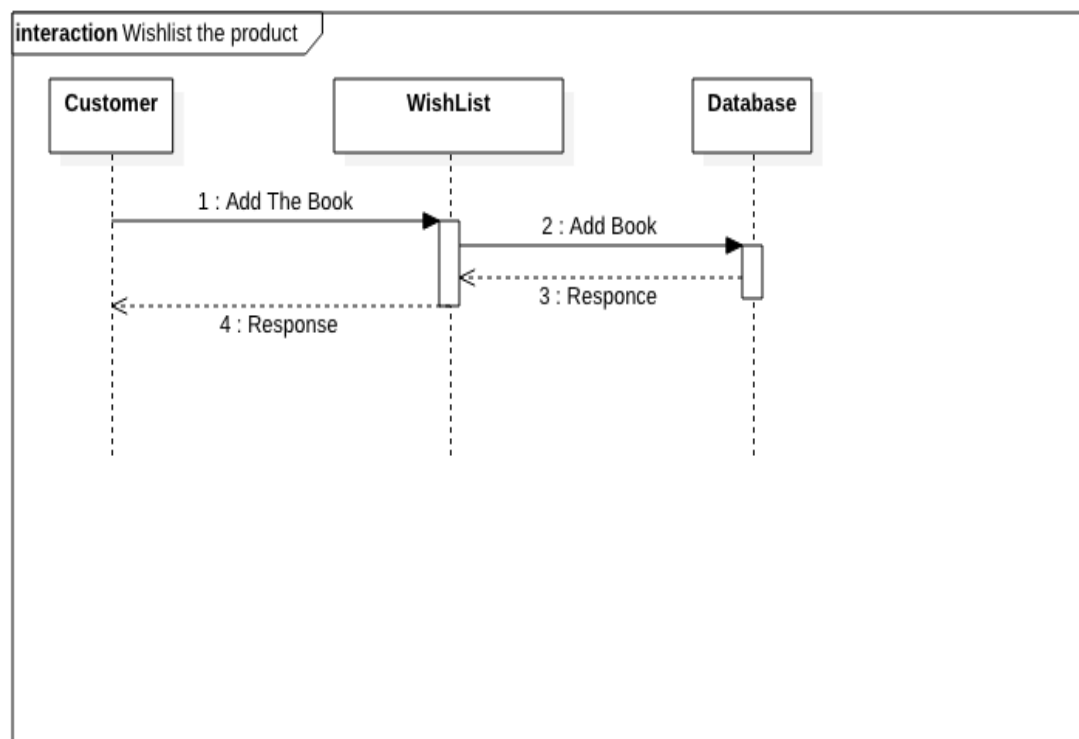 interaction Wishlist the product
Customer
WishList
Database
1 : Add The Book
2 : Add Book
3 : Responce
4 : Response